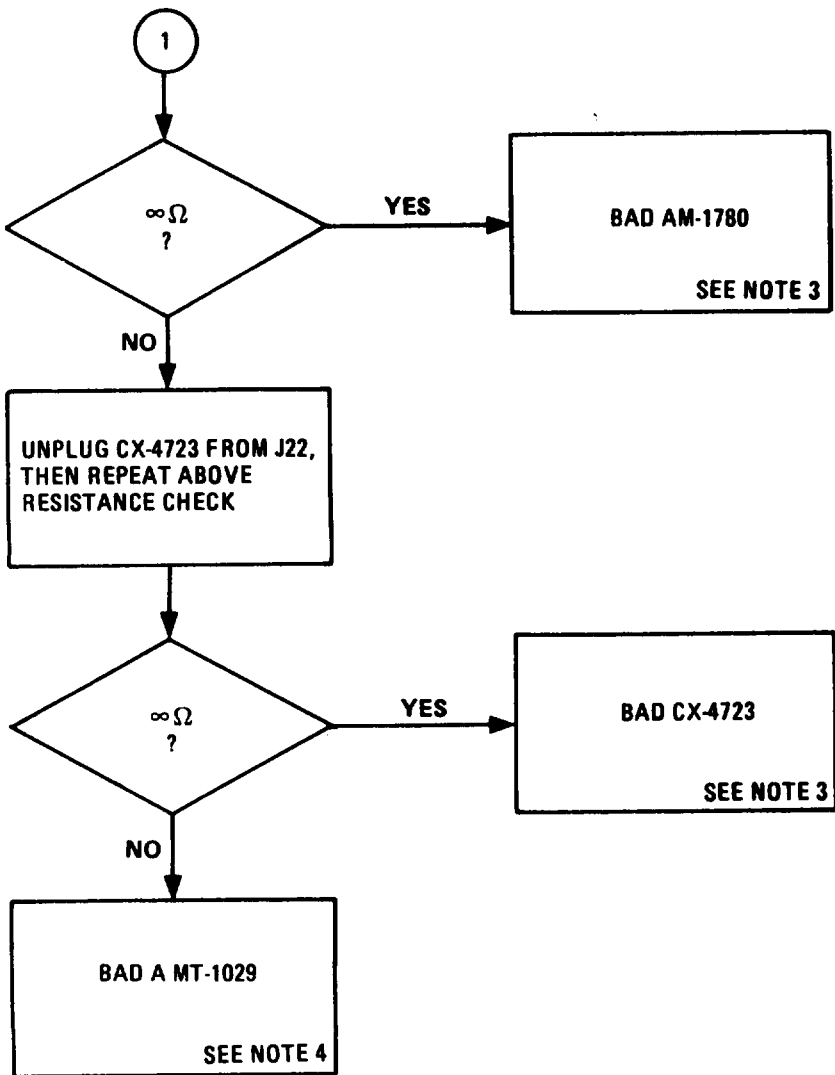 1
∞Ω
?
YES
BAD AM-1780
SEE NOTE 3
NO
UNPLUG CX-4723 FROM J22,
THEN REPEAT ABOVE
RESISTANCE CHECK
∞Ω
?
YES
BAD CX-4723
SEE NOTE 3
NO
BAD A MT-1029
SEE NOTE 4